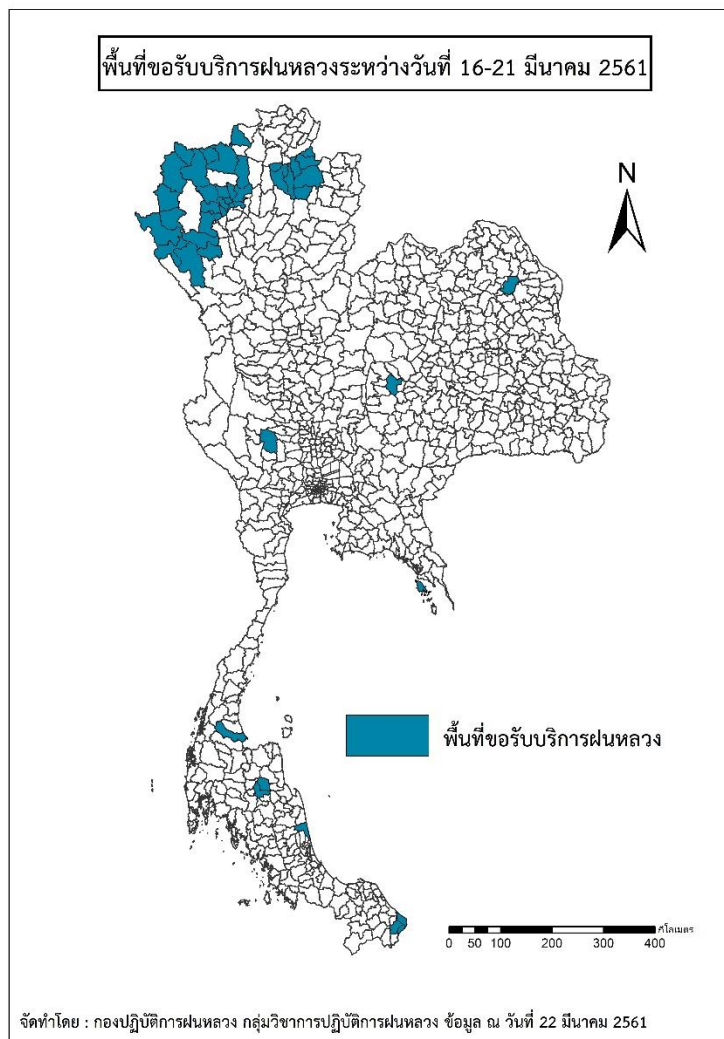 พื้นที่ขอรับบริการฝนหลวงระหว่างวันที่ 16-21 มีนาคม 2561
N
พื้นที่ขอรับบริการฝนหลวง
กิโลเมตร
0 25 50 75 100 200 300 400
จัดทำโดย : กองปฏิบัติการฝนหลวง กลุ่มวิชาการปฏิบัติการฝนหลวง ข้อมูล ณ วันที่ 22 มีนาคม 2561